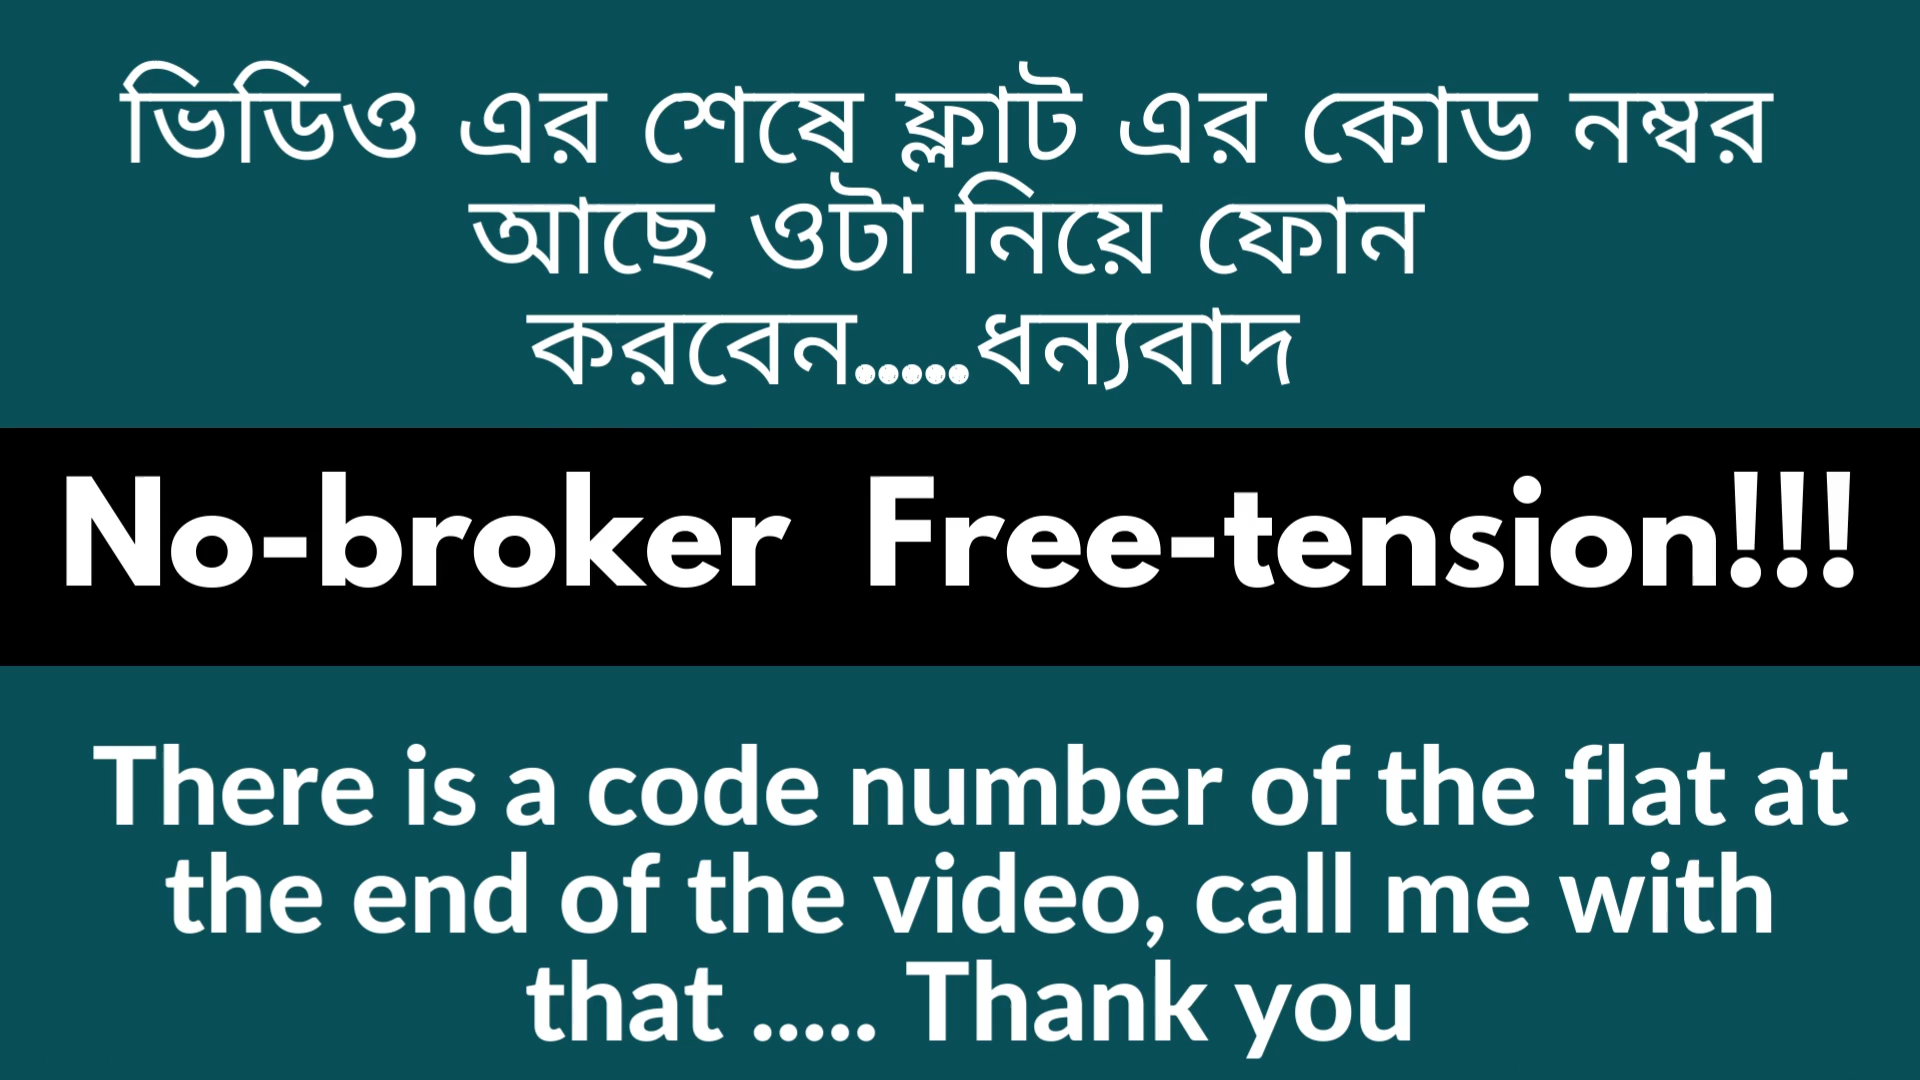 ভিডিও এর শেষে ফ্লাট এর কোড নম্বর
আছে ওটা নিয়ে ফোন
করবেন.....ধন্যবাদ
No-broker Free-tension!!!
There is a code number of the flat at
the end of the video, call me with
that ..... Thank you